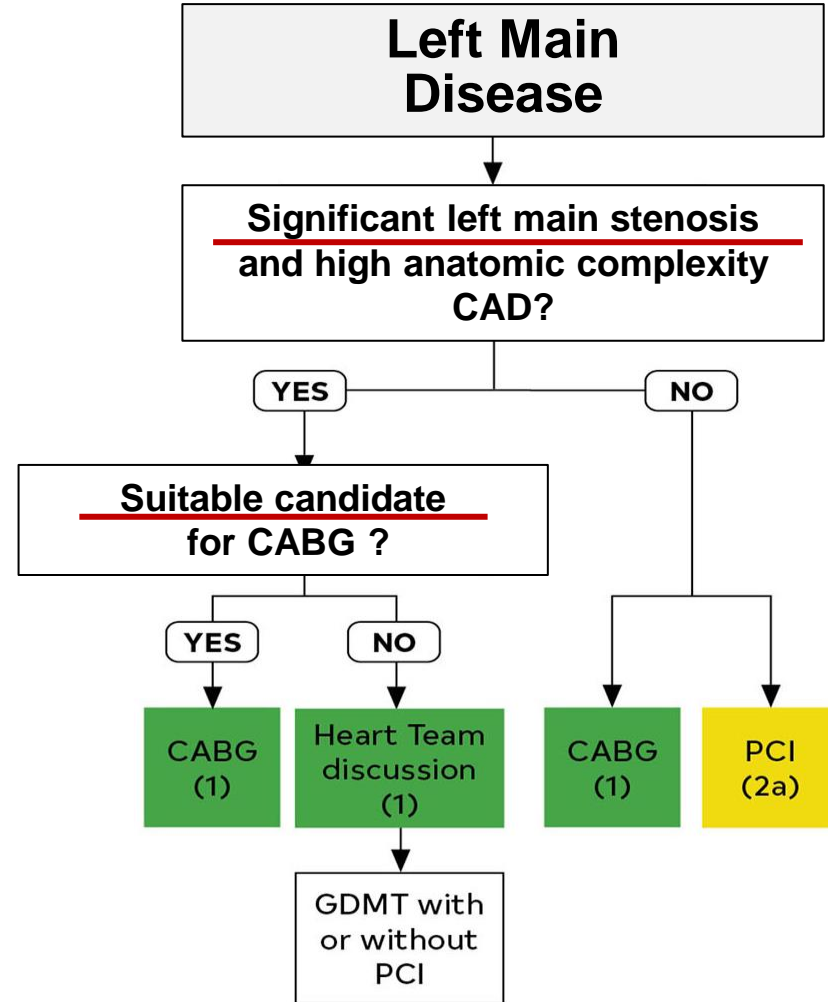 Left Main
Disease
Significant left main stenosis
and high anatomic complexity
CAD?
YES
NO
Suitable candidate
for CABG ?
YES
NO
CABG
(1)
Heart Team
discussion
(1)
CABG
(1)
PCI
(2a)
GDMT with
or without
PCI